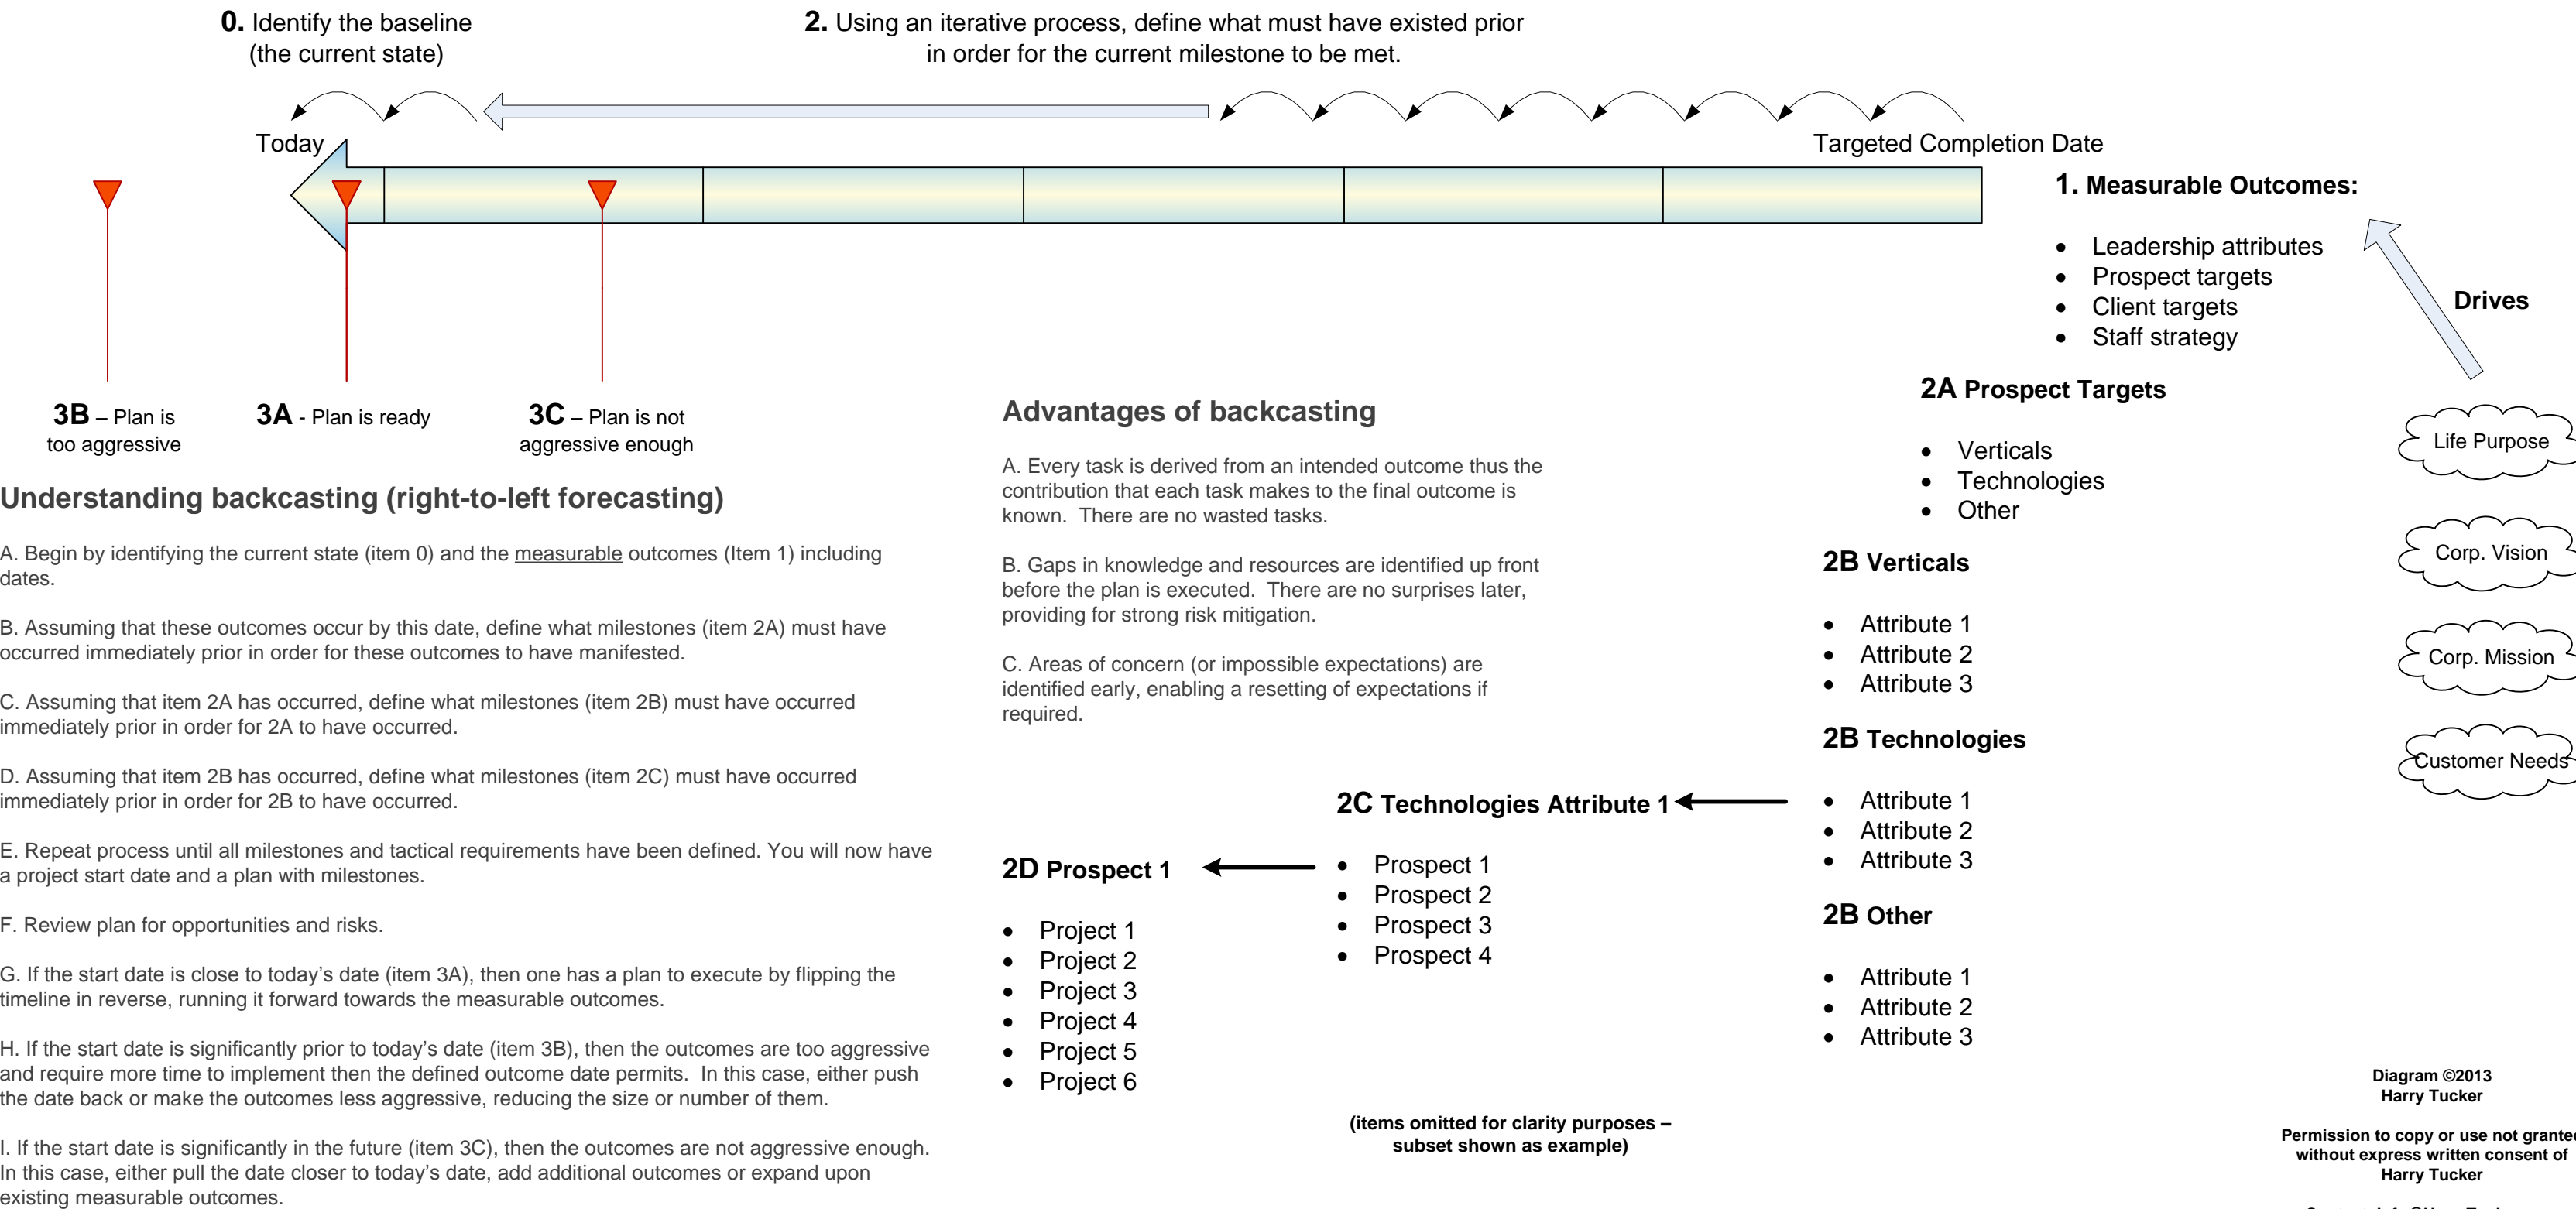 0. Identify the baseline
(the current state)
2. Using an iterative process, define what must have existed prior
in order for the current milestone to be met.
Today
Targeted Completion Date
1. Measurable Outcomes:
• Leadership attributes
• Prospect targets
• Client targets
• Staff strategy
Drives
3B – Plan is
too aggressive
3A - Plan is ready
3C – Plan is not
aggressive enough
Understanding backcasting (right-to-left forecasting)
A. Begin by identifying the current state (item 0) and the measurable outcomes (Item 1) including
dates.
B. Assuming that these outcomes occur by this date, define what milestones (item 2A) must have
occurred immediately prior in order for these outcomes to have manifested.
C. Assuming that item 2A has occurred, define what milestones (item 2B) must have occurred
immediately prior in order for 2A to have occurred.
D. Assuming that item 2B has occurred, define what milestones (item 2C) must have occurred
immediately prior in order for 2B to have occurred.
E. Repeat process until all milestones and tactical requirements have been defined. You will now have
a project start date and a plan with milestones.
F. Review plan for opportunities and risks.
G. If the start date is close to today's date (item 3A), then one has a plan to execute by flipping the
timeline in reverse, running it forward towards the measurable outcomes.
H. If the start date is significantly prior to today's date (item 3B), then the outcomes are too aggressive
and require more time to implement then the defined outcome date permits. In this case, either push
the date back or make the outcomes less aggressive, reducing the size or number of them.
I. If the start date is significantly in the future (item 3C), then the outcomes are not aggressive enough.
In this case, either pull the date closer to today's date, add additional outcomes or expand upon
existing measurable outcomes.
Advantages of backcasting
A. Every task is derived from an intended outcome thus the
contribution that each task makes to the final outcome is
known. There are no wasted tasks.
B. Gaps in knowledge and resources are identified up front
before the plan is executed. There are no surprises later,
providing for strong risk mitigation.
C. Areas of concern (or impossible expectations) are
identified early, enabling a resetting of expectations if
required.
2A Prospect Targets
• Verticals
• Technologies
• Other
2B Verticals
• Attribute 1
• Attribute 2
• Attribute 3
2B Technologies
• Attribute 1
• Attribute 2
• Attribute 3
2B Other
• Attribute 1
• Attribute 2
• Attribute 3
2C Technologies Attribute 1
• Prospect 1
• Prospect 2
• Prospect 3
• Prospect 4
2D Prospect 1
• Project 1
• Project 2
• Project 3
• Project 4
• Project 5
• Project 6
(items omitted for clarity purposes –
subset shown as example)
Life Purpose
Corp. Vision
Corp. Mission
Customer Needs
Diagram ©2013
Harry Tucker
Permission to copy or use not granted
without express written consent of
Harry Tucker